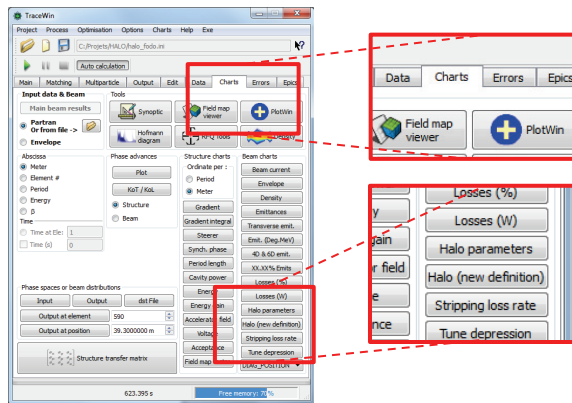 TraceWin
Project Process Optimisation Options Charts Help Exe
C:/Projets/HALO/halo_fodo.ini
Auto calculation
Main Matching Multiparticle Output Edit Data Charts Errors Epics
Input data & Beam
Main beam results
Partran
Or from file ->
Envelope
Tools
Synoptic
Field map
viewer
PlotWin
Hofmann
diagram
RFQ Tools
Density
Abscissa
Meter
Element #
Period
Energy
β
Time
Time at Ele: 1
Time (s) 0
Phase advances
Plot
KoT / KoL
Structure
Beam
Structure charts
Ordinate per :
Period
Meter
Gradient
Gradient integral
Steerer
Synch. phase
Period length
Cavity power
Energy
Energy gain
Accelerator field
Voltage
Acceptance
Field map
Beam charts
Beam current
Envelope
Density
Emittances
Transverse emit.
Emit. (Deg.MeV)
4D & 6D emit.
XX.XX% Emits
Losses (%)
Losses (W)
Halo parameters
Halo (new definition)
Stripping loss rate
Tune depression
DIAG_POSITION
Phase spaces or beam distributions
Input Output dst File
Output at element 590
Output at position 39.3000000 m
Structure transfer matrix
623.395 s
Free memory: 70%
Data Charts Errors Epics
Field map
viewer
PlotWin
Losses (%)
y
Losses (W)
gain
Halo parameters
r field
Halo (new definition)
e
Stripping loss rate
nce
Tune depression